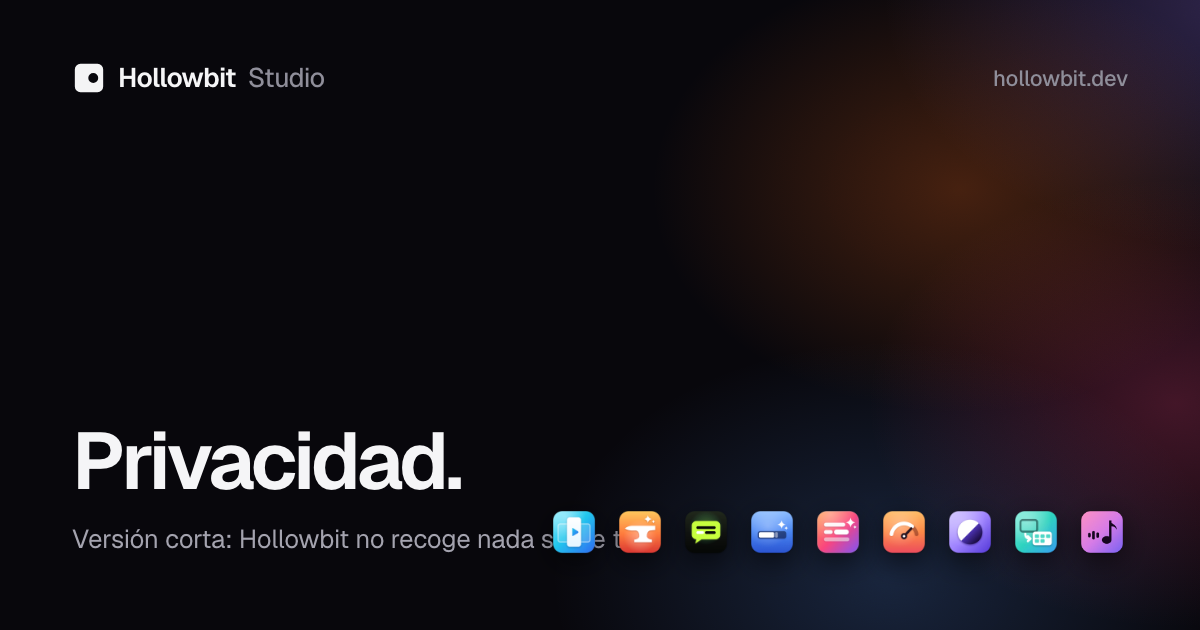 Hollowbit Studio
hollowbit.dev
Privacidad.
Versión corta: Hollowbit no recoge nada